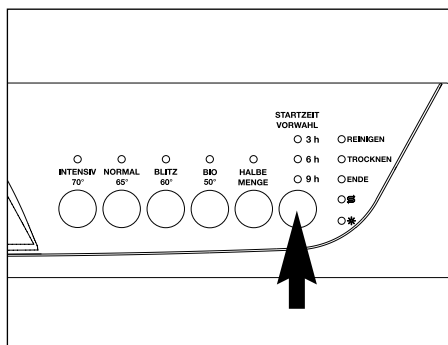 STARTZEIT
VORWAHL
3 h
6 h
9 h
REINIGEN
TROCKNEN
ENDE
INTENSIV
70°
NORMAL
65°
BLITZ
60°
BIO
50°
HALBE
MENGE